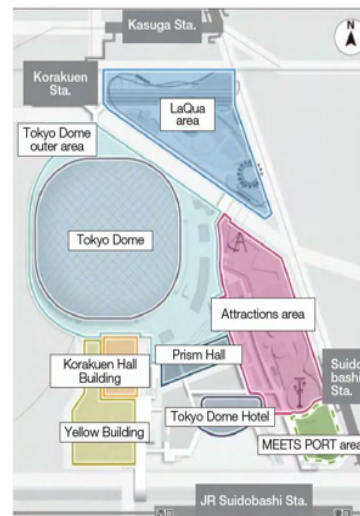 Kasuga Sta.
N
Korakuen
Sta.
LaQua
area
Tokyo Dome
outer area
Tokyo Dome
Attractions area
Prism Hall
Korakuen Hall
Building
Suido
bashi
Sta.
Tokyo Dome Hotel
Yellow Building
MEETS PORT area
JR Suidobashi Sta.